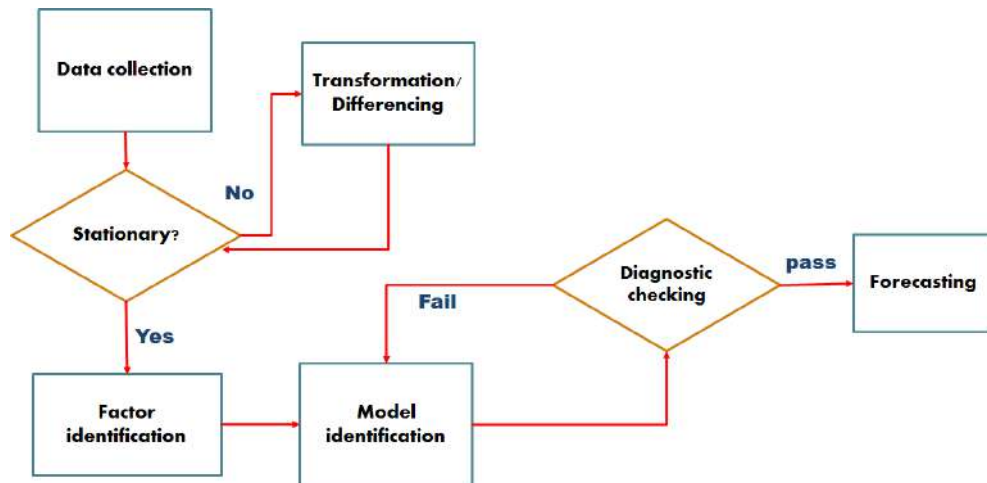 Data collection
Transformation/
Differencing
No
Stationary?
Yes
Factor
identification
Model
identification
Fail
Diagnostic
checking
pass
Forecasting